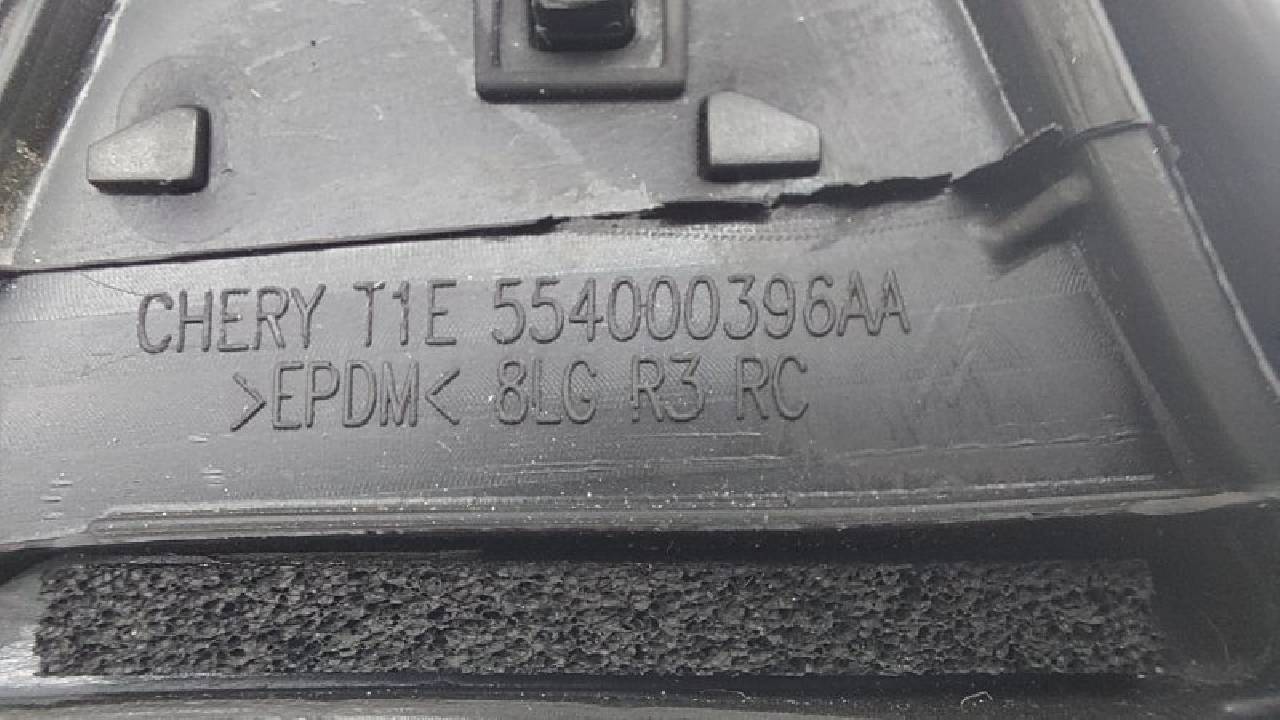 CHERY T1E 554000396AA
>EPDM< 8LG R3 RC